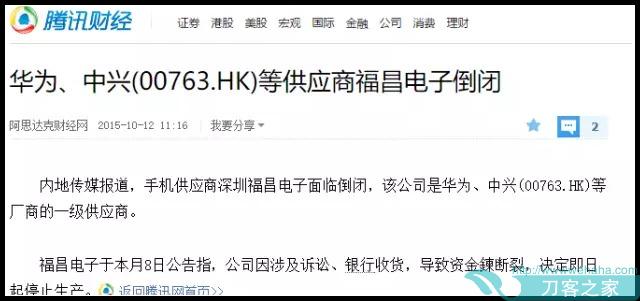 腾讯财经 证券 港股 美股 宏观 国际 金融 公司 消费 理财
华为、中兴(00763.HK)等供应商福昌电子倒闭
阿思达克财经网 2015-10-12 11:16 我要分享 2
内地传媒报道，手机供应商深圳福昌电子面临倒闭，该公司是华为、中兴(00763.HK)等
厂商的一级供应商。
福昌电子于本月8日公告指，公司因涉及诉讼、银行收货，导致资金鍊断裂，决定即日
起停止生产。 返回腾讯网首页>>
刀客之家